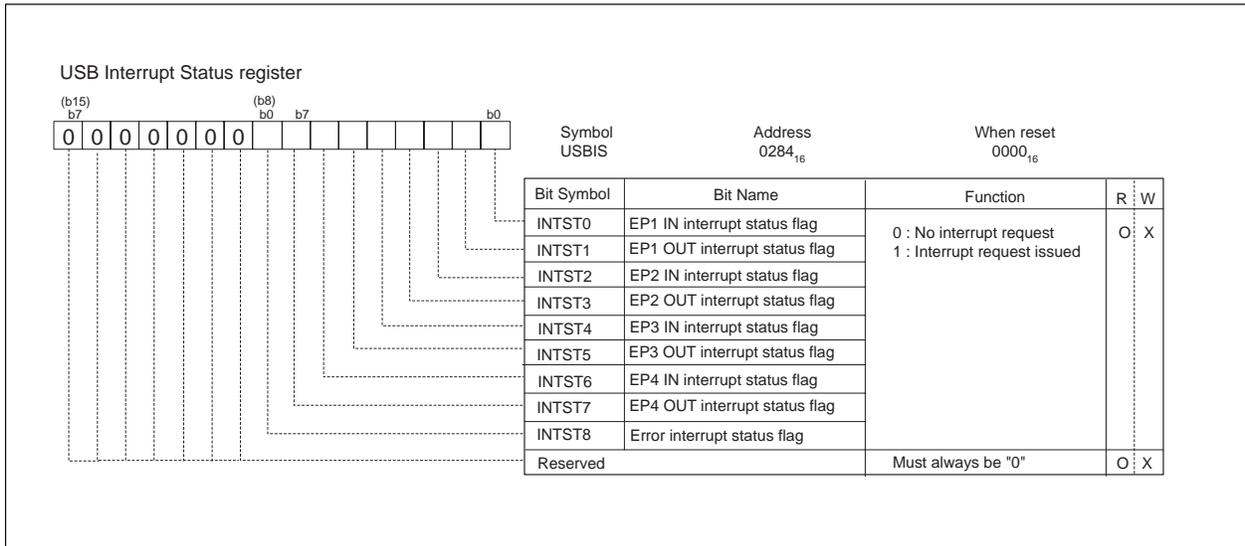 USB Interrupt Status register
(b15) (b8)
b7 b0 b7 b0
0 0 0 0 0 0 0
Symbol Address When reset
USBIS 0284₁₆ 0000₁₆
Bit Symbol Bit Name Function R W
INTST0 EP1 IN interrupt status flag 0 : No interrupt request O X
INTST1 EP1 OUT interrupt status flag 1 : Interrupt request issued
INTST2 EP2 IN interrupt status flag
INTST3 EP2 OUT interrupt status flag
INTST4 EP3 IN interrupt status flag
INTST5 EP3 OUT interrupt status flag
INTST6 EP4 IN interrupt status flag
INTST7 EP4 OUT interrupt status flag
INTST8 Error interrupt status flag
Reserved Must always be "0" O X